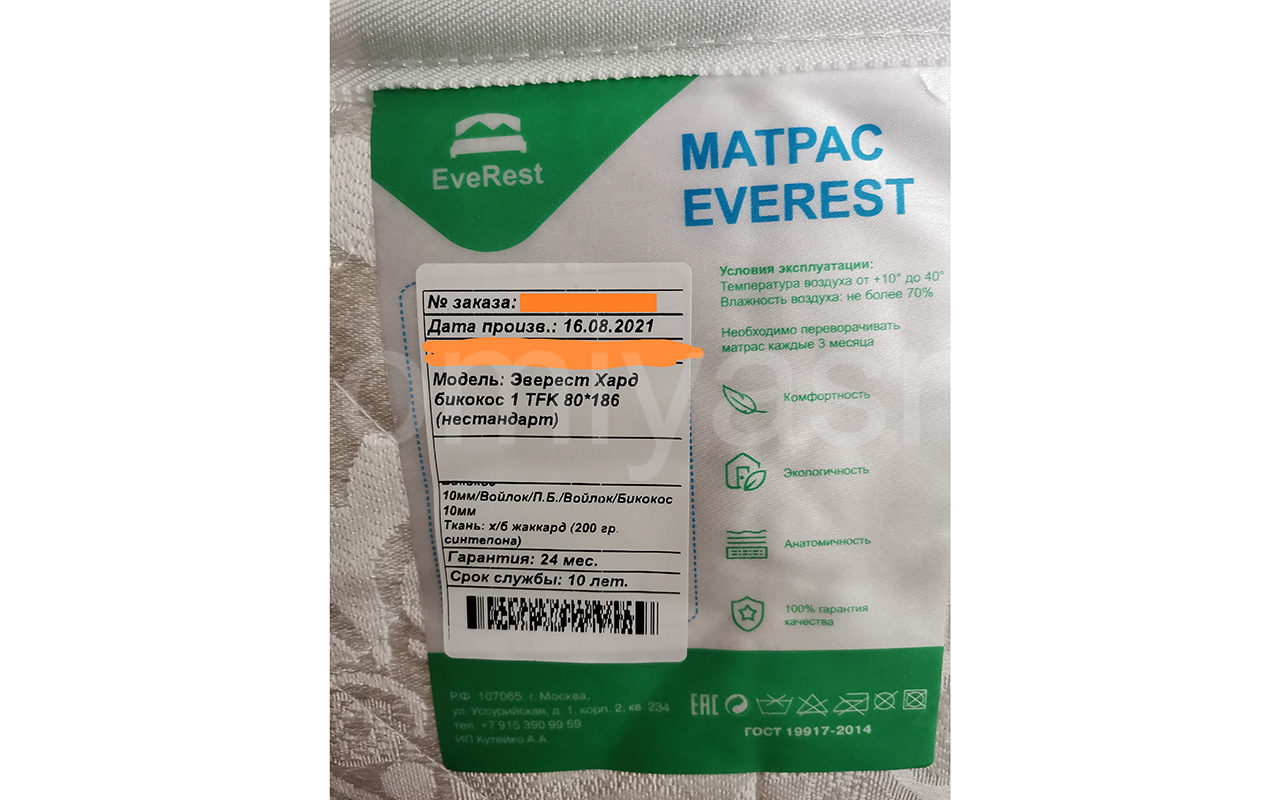 EveRest
МАТРАС
EVEREST
Условия эксплуатации:
Температура воздуха от +10° до 40°
Влажность воздуха: не более 70%
Необходимо переворачивать
матрас каждые 3 месяца
Комфортность
Экологичность
Анатомичность
100% гарантия
качества
№ заказа:
Дата произв.: 16.08.2021
Модель: Эверест Хард
бикокос 1 TFK 80*186
(нестандарт)
10мм/Войлок/П.Б./Войлок/Бикокос
10мм
Ткань: х/б жаккард (200 гр.
синтепона)
Гарантия: 24 мес.
Срок службы: 10 лет.
РФ. 107065. г. Москва,
ул. Уссурийская, д. 1, корп. 2, кв. 234
тел. +7 915 390 99 59
ИП Кутейко А.А.
ЕАС
ГОСТ 19917-2014
omiyasn